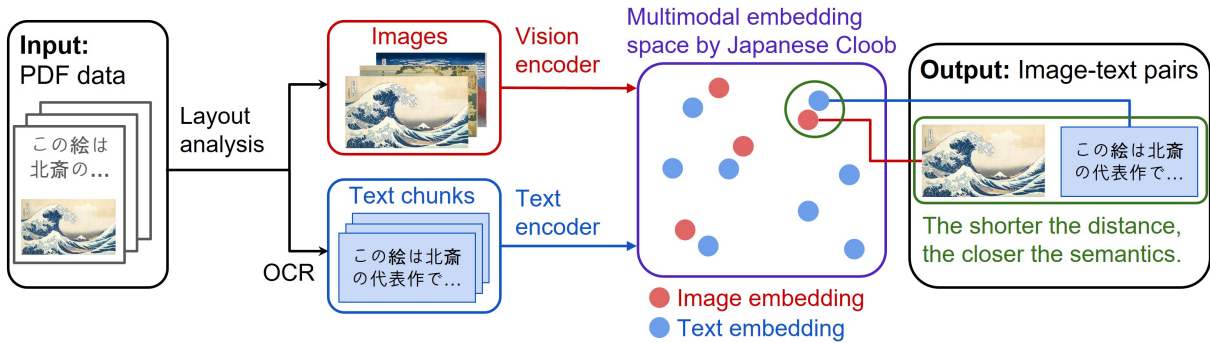 Input:
PDF data
この絵は
北斎の...
Layout
analysis
OCR
Images
Text chunks
この絵は北斎
の代表作で...
Vision
encoder
Text
encoder
Multimodal embedding
space by Japanese Cloob
Image embedding
Text embedding
Output: Image-text pairs
この絵は北斎
の代表作で...
The shorter the distance,
the closer the semantics.